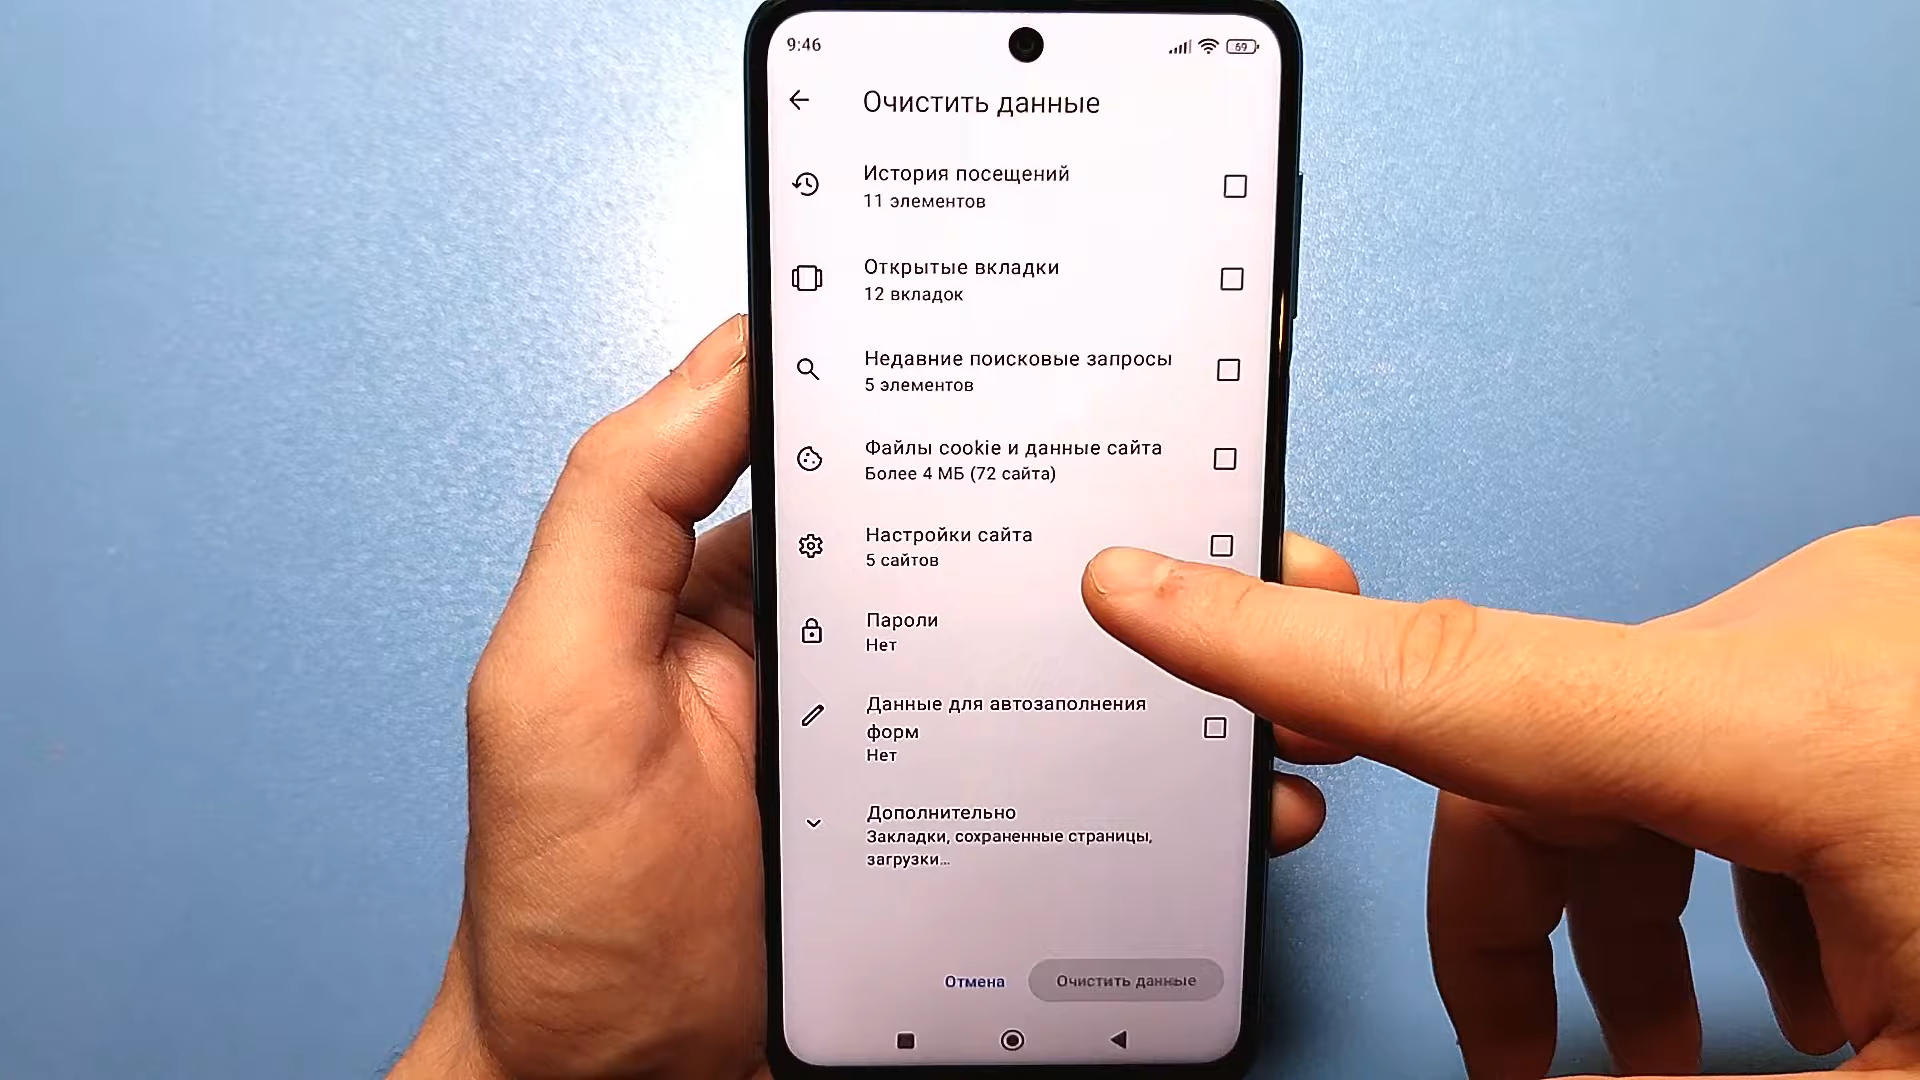 9:46
69
Очистить данные
История посещений
11 элементов
Открытые вкладки
12 вкладок
Недавние поисковые запросы
5 элементов
Файлы cookie и данные сайта
Более 4 МБ (72 сайта)
Настройки сайта
5 сайтов
Пароли
Нет
Данные для автозаполнения
форм
Нет
Дополнительно
Закладки, сохраненные страницы,
загрузки...
Отмена
Очистить данные